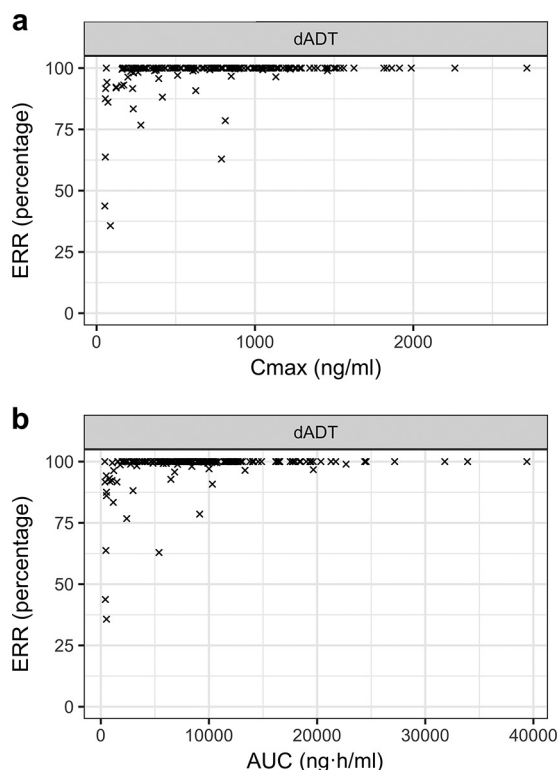 a
dADT
100
75
50
25
0
ERR (percentage)
0 1000 2000
Cmax (ng/ml)
b
dADT
100
75
50
25
0
ERR (percentage)
0 10000 20000 30000 40000
AUC (ng·h/ml)